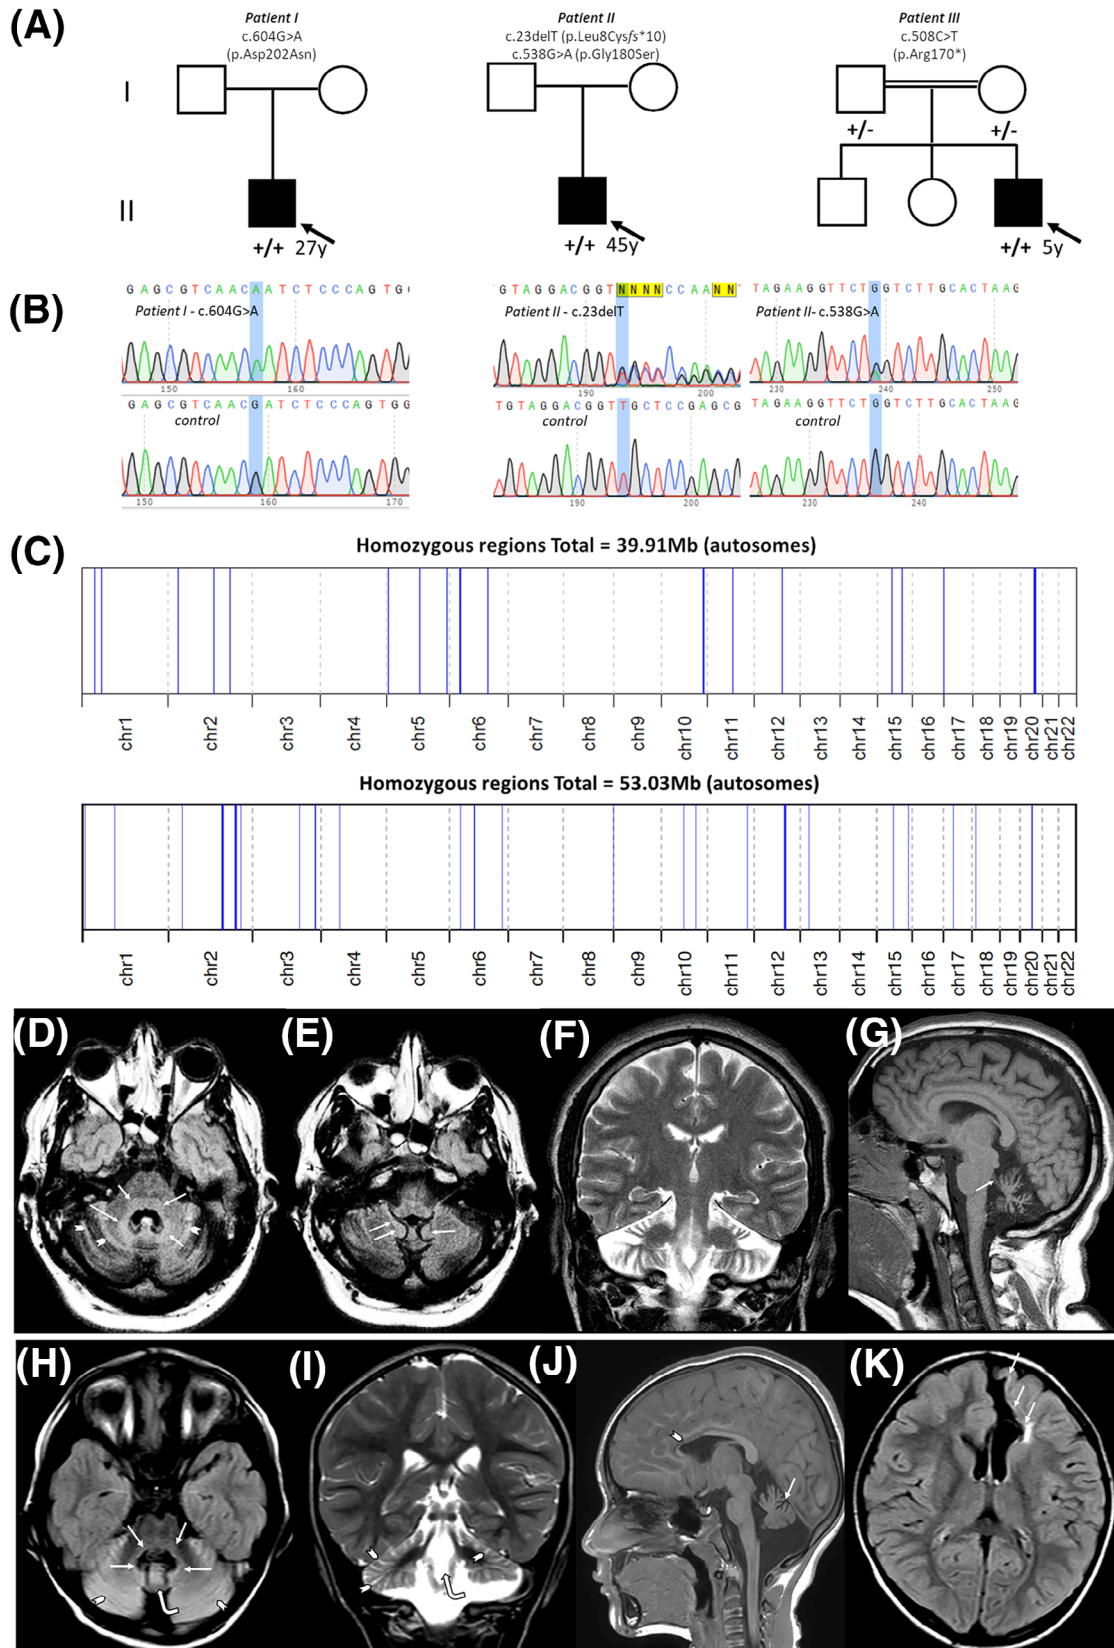 (A)
Patient I
c.604G>A
(p.Asp202Asn)
Patient II
c.23delT (p.Leu8Cysfs*10)
c.538G>A (p.Gly180Ser)
Patient III
c.508C>T
(p.Arg170*)
I
+/- +/-
II
+/+ 27y
+/+ 45y
+/+ 5y
(B)
G A G C G T C A A C A A T C T C C C A G T G
Patient I - c.604G>A
150 160
G A G C G T C A A C G A T C T C C C A G T G G
control
150 160 170
G T A G G A C G G T N N N N C C A A N N
Patient II - c.23delT
190 200
T G T A G G A C G G T T G C T C C G A G C G
control
190 200
T A G A A G G T T C T G G T C T T G C A C T A A G
Patient II- c.538G>A
230 240 250
T A G A A G G T T C T G G T C T T G C A C T A A G
control
230 240
(C)
Homozygous regions Total = 39.91Mb (autosomes)
chr1 chr2 chr3 chr4 chr5 chr6 chr7 chr8 chr9 chr10 chr11 chr12 chr13 chr14 chr15 chr16 chr17 chr18 chr19 chr20 chr21 chr22
Homozygous regions Total = 53.03Mb (autosomes)
chr1 chr2 chr3 chr4 chr5 chr6 chr7 chr8 chr9 chr10 chr11 chr12 chr13 chr14 chr15 chr16 chr17 chr18 chr19 chr20 chr21 chr22
(D) (E) (F) (G)
(H) (I) (J) (K)